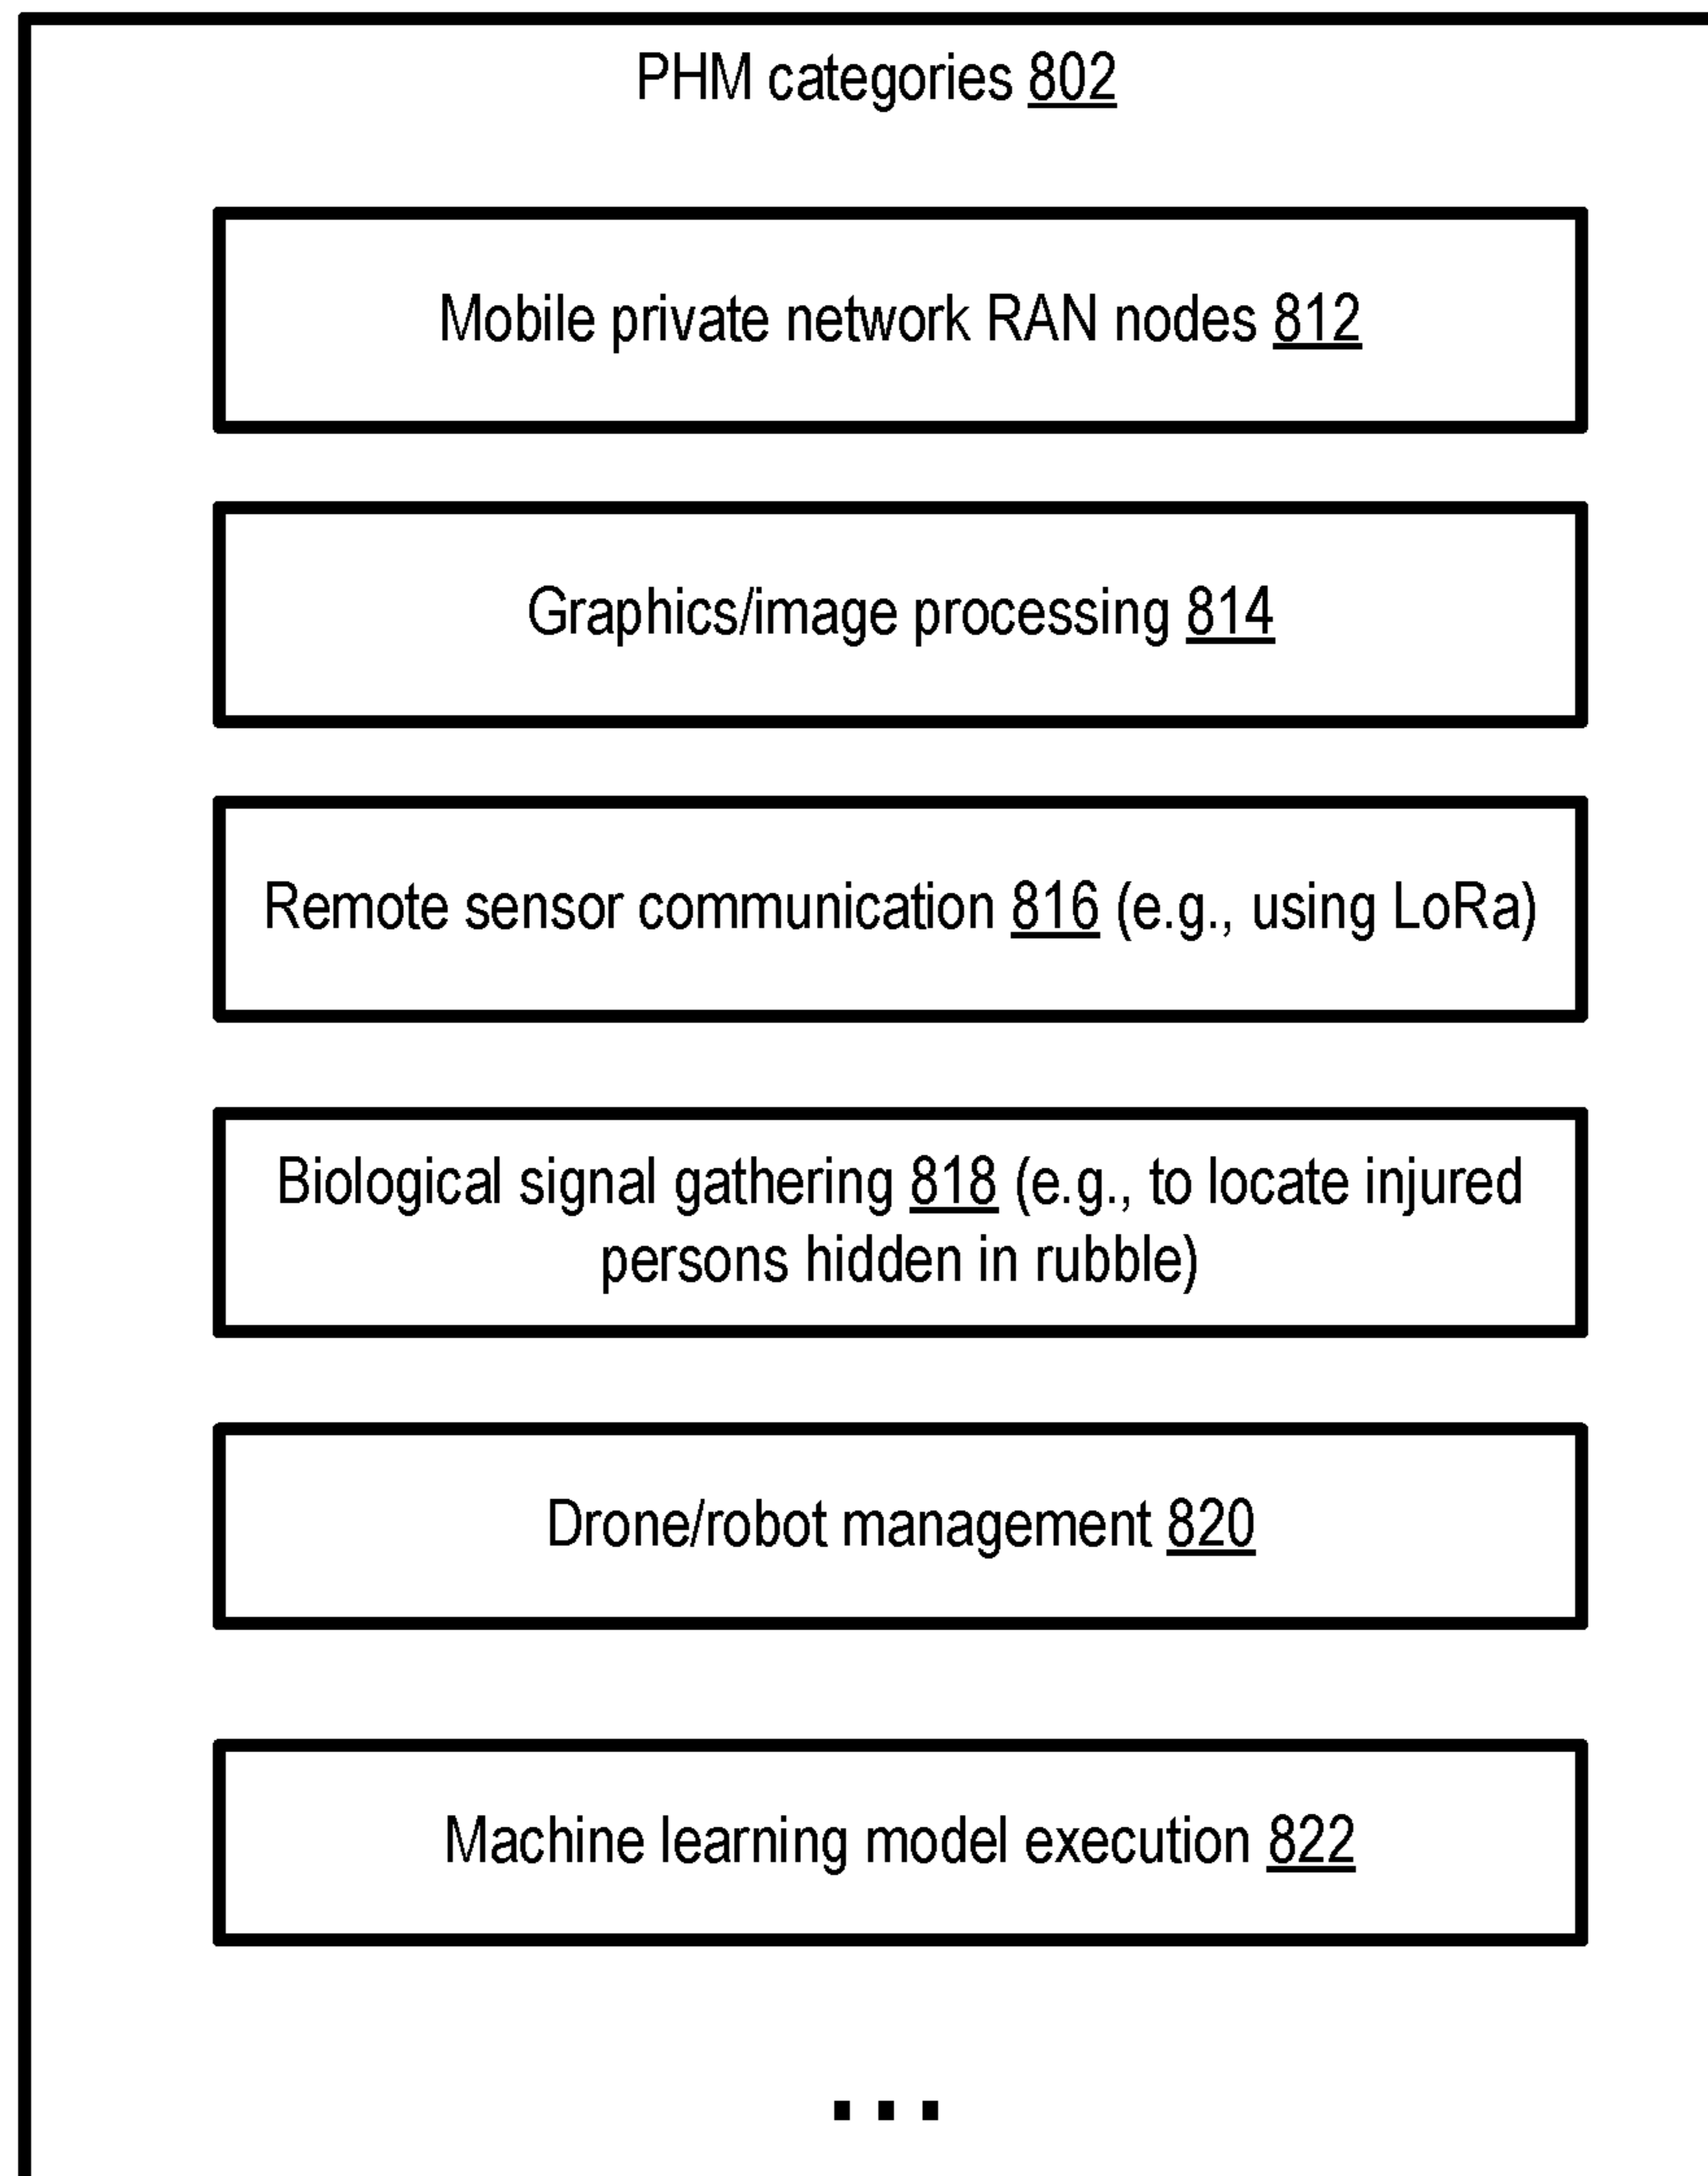 PHM categories 802
Mobile private network RAN nodes 812
Graphics/image processing 814
Remote sensor communication 816 (e.g., using LoRa)
Biological signal gathering 818 (e.g., to locate injured
persons hidden in rubble)
Drone/robot management 820
Machine learning model execution 822
...